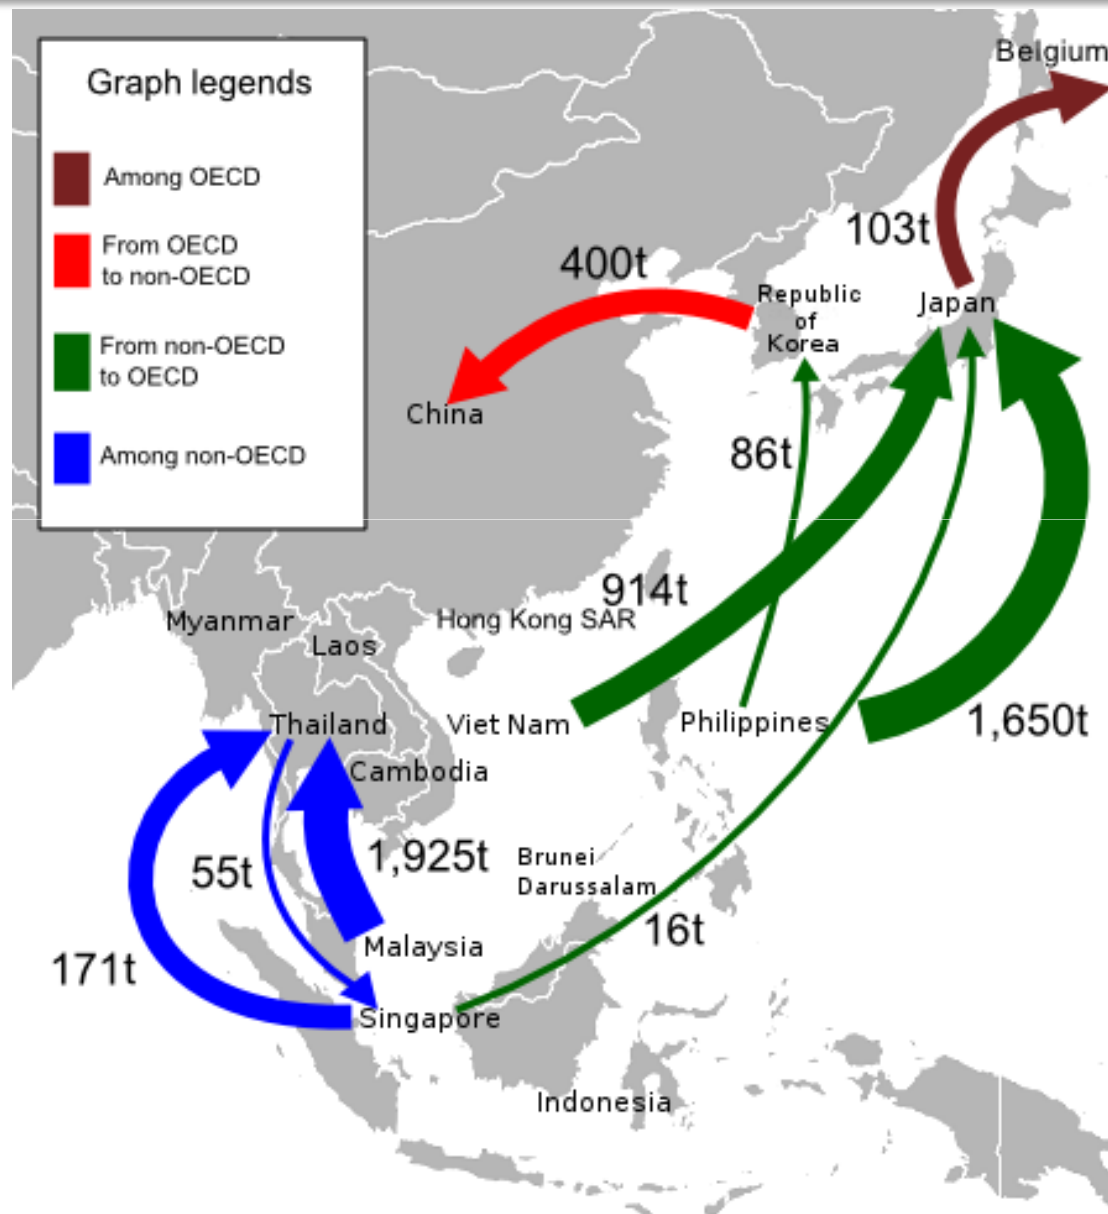 Graph legends
Among OECD
From OECD
to non-OECD
From non-OECD
to OECD
Among non-OECD
Belgium
103t
400t
Republic
of
Korea
Japan
China
86t
914t
Myanmar
Hong Kong SAR
Laos
Thailand
Viet Nam
Philippines
1,650t
Cambodia
55t
1,925t
Brunei
Darussalam
16t
Malaysia
171t
Singapore
Indonesia